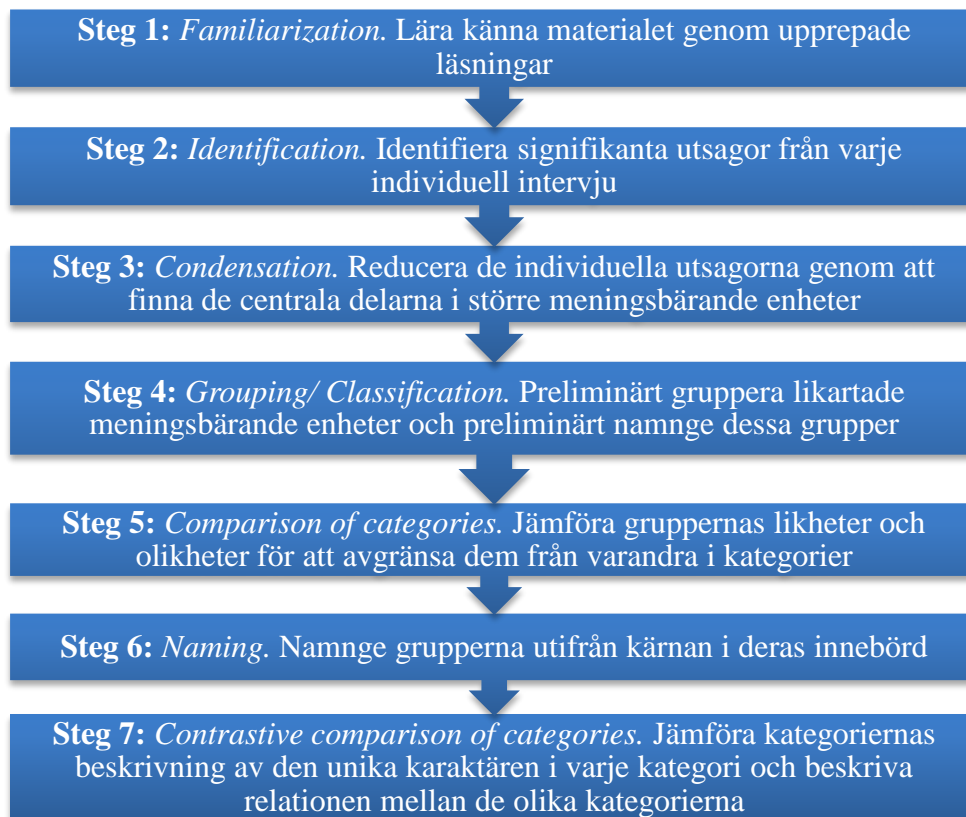 Steg 1: Familiarization. Lära känna materialet genom upprepade
läsningar
Steg 2: Identification. Identifiera signifikanta utsagor från varje
individuell intervju
Steg 3: Condensation. Reducera de individuella utsagorna genom att
finna de centrala delarna i större meningsbärande enheter
Steg 4: Grouping/ Classification. Preliminärt gruppera likartade
meningsbärande enheter och preliminärt namnge dessa grupper
Steg 5: Comparison of categories. Jämföra gruppernas likheter och
olikheter för att avgränsa dem från varandra i kategorier
Steg 6: Naming. Namnge grupperna utifrån kärnan i deras innebörd
Steg 7: Contrastive comparison of categories. Jämföra kategoriernas
beskrivning av den unika karaktären i varje kategori och beskriva
relationen mellan de olika kategorierna